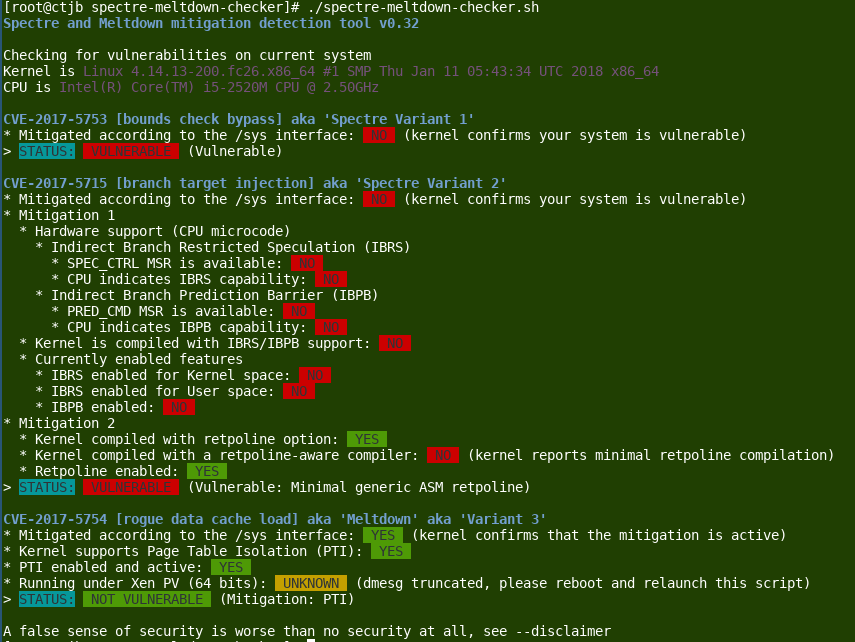 [root@ctjb spectre-meltdown-checker]# ./spectre-meltdown-checker.sh
Spectre and Meltdown mitigation detection tool v0.32
Checking for vulnerabilities on current system
Kernel is Linux 4.14.13-200.fc26.x86_64 #1 SMP Thu Jan 11 05:43:34 UTC 2018 x86_64
CPU is Intel(R) Core(TM) i5-2520M CPU @ 2.50GHz
CVE-2017-5753 [bounds check bypass] aka 'Spectre Variant 1'
* Mitigated according to the /sys interface: NO (kernel confirms your system is vulnerable)
> STATUS: VULNERABLE (Vulnerable)
CVE-2017-5715 [branch target injection] aka 'Spectre Variant 2'
* Mitigated according to the /sys interface: NO (kernel confirms your system is vulnerable)
* Mitigation 1
* Hardware support (CPU microcode)
* Indirect Branch Restricted Speculation (IBRS)
* SPEC_CTRL MSR is available: NO
* CPU indicates IBRS capability: NO
* Indirect Branch Prediction Barrier (IBPB)
* PRED_CMD MSR is available: NO
* CPU indicates IBPB capability: NO
* Kernel is compiled with IBRS/IBPB support: NO
* Currently enabled features
* IBRS enabled for Kernel space: NO
* IBRS enabled for User space: NO
* IBPB enabled: NO
* Mitigation 2
* Kernel compiled with retpoline option: YES
* Kernel compiled with a retpoline-aware compiler: NO (kernel reports minimal retpoline compilation)
* Retpoline enabled: YES
> STATUS: VULNERABLE (Vulnerable: Minimal generic ASM retpoline)
CVE-2017-5754 [rogue data cache load] aka 'Meltdown' aka 'Variant 3'
* Mitigated according to the /sys interface: YES (kernel confirms that the mitigation is active)
* Kernel supports Page Table Isolation (PTI): YES
* PTI enabled and active: YES
* Running under Xen PV (64 bits): UNKNOWN (dmesg truncated, please reboot and relaunch this script)
> STATUS: NOT VULNERABLE (Mitigation: PTI)
A false sense of security is worse than no security at all, see --disclaimer